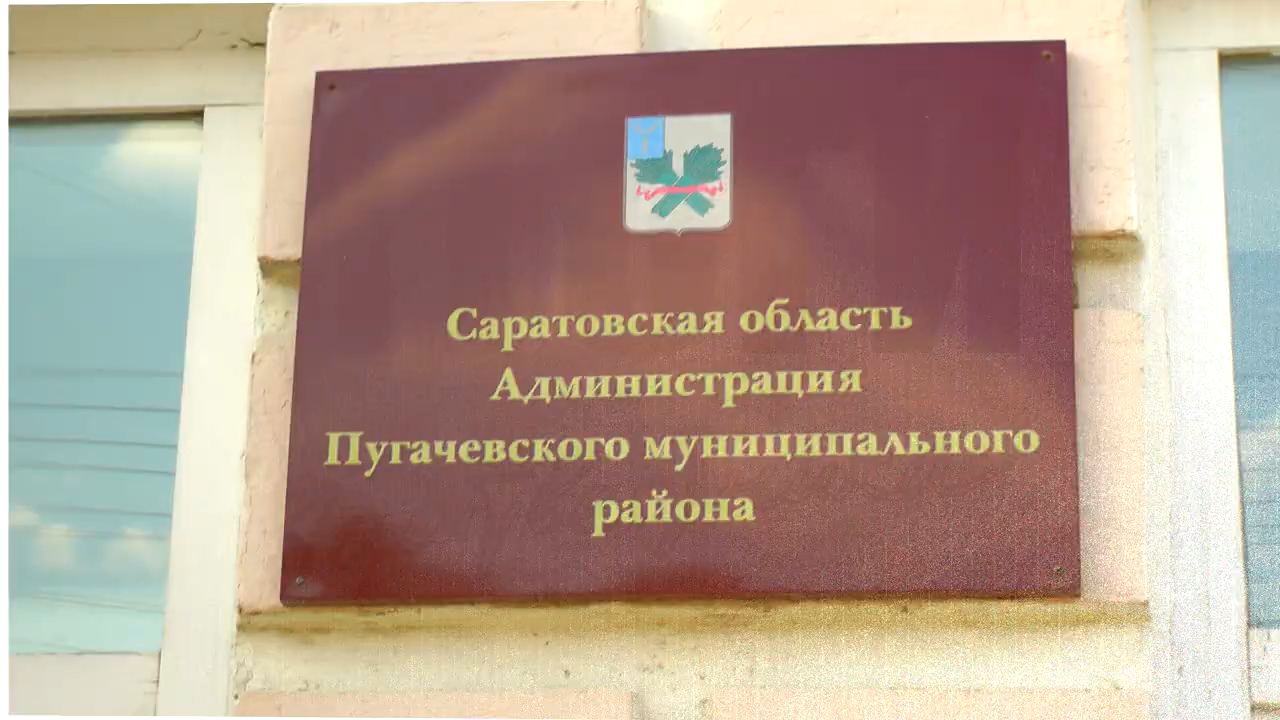 Саратовская область
Администрация
Пугачевского муниципального
района